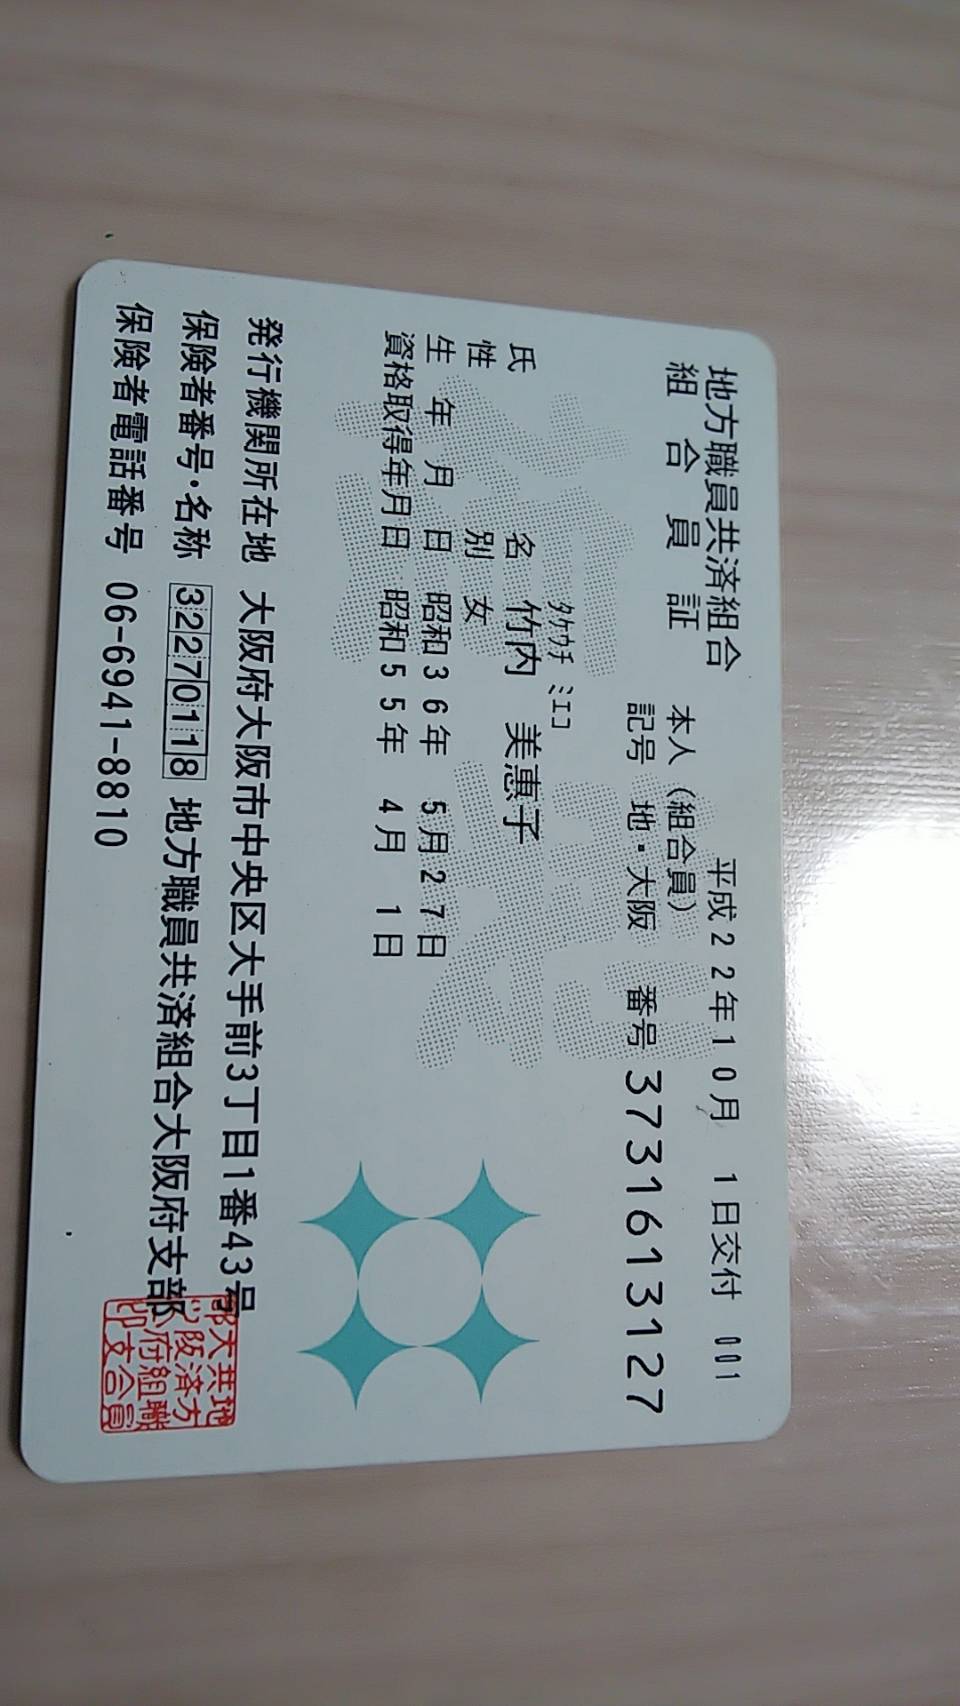 地方職員共済組合
組合員証
平成22年10月 1日交付 001
本人(組合員)
記号 地・大阪 番号 3731613127
タケウチ ミエコ
氏名 竹内 美惠子
性別 女
生年月日 昭和36年 5月27日
資格取得年月日 昭和55年 4月 1日
発行機関所在地 大阪府大阪市中央区大手前3丁目1番43号
保険者番号・名称 32270118 地方職員共済組合大阪府支部
保険者電話番号 06-6941-8810